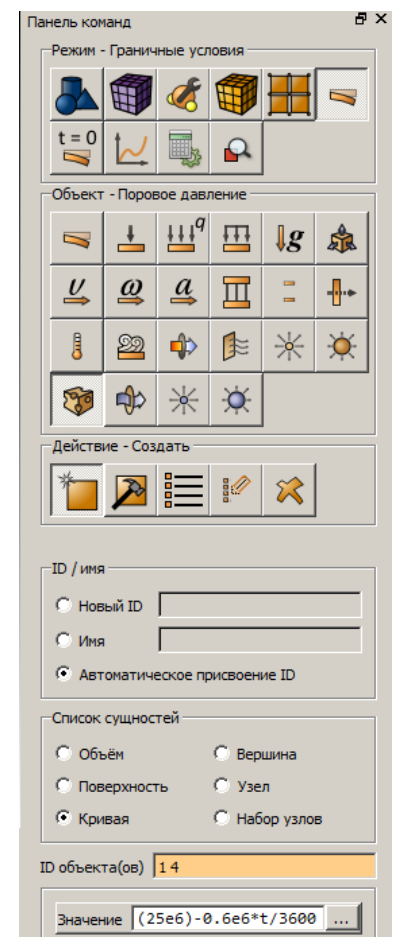 Панель команд
Режим - Граничные условия
t = 0
Объект - Поровое давление
q
g
υ ω a
Действие - Создать
ID / имя
Новый ID
Имя
Автоматическое присвоение ID
Список сущностей
Объём Вершина
Поверхность Узел
Кривая Набор узлов
ID объекта(ов) 1 4
Значение (25e6)-0.6e6*t/3600 ...